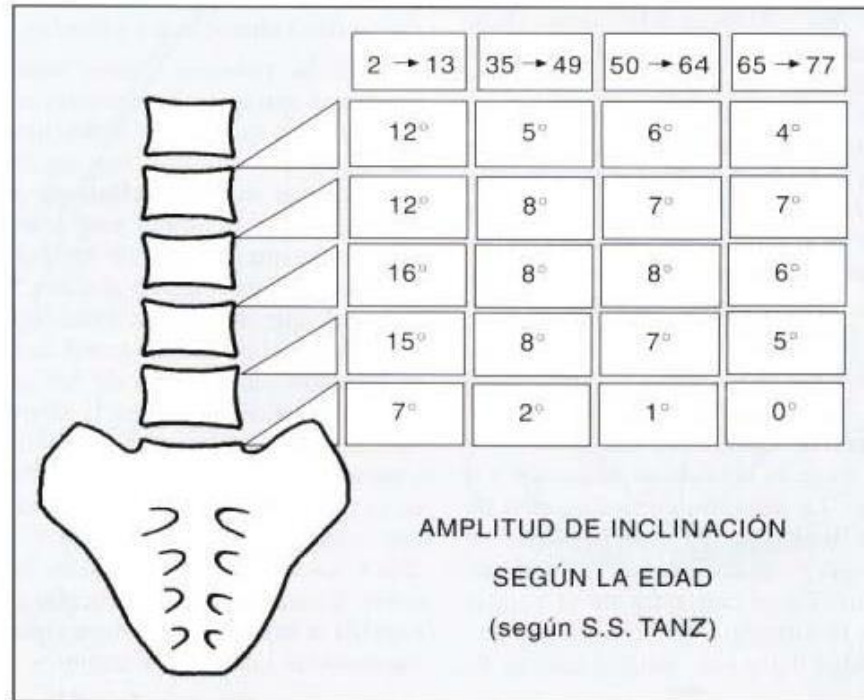 2 → 13 35 → 49 50 → 64 65 → 77
12° 5° 6° 4°
12° 8° 7° 7°
16° 8° 8° 6°
15° 8° 7° 5°
7° 2° 1° 0°
AMPLITUD DE INCLINACIÓN
SEGÚN LA EDAD
(según S.S. TANZ)